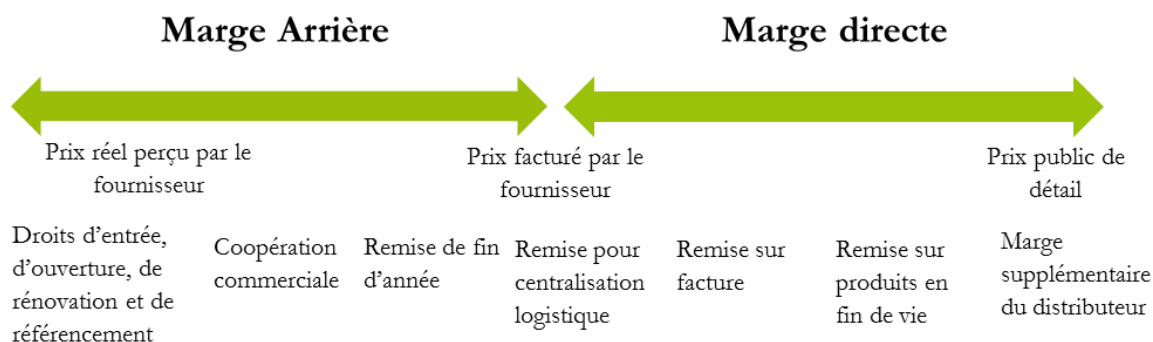 Marge Arrière
Marge directe
Prix réel perçu par le
fournisseur
Prix facturé par le
fournisseur
Prix public de
détail
Droits d’entrée,
d’ouverture, de
rénovation et de
référencement
Coopération
commerciale
Remise de fin
d’année
Remise pour
centralisation
logistique
Remise sur
facture
Remise sur
produits en
fin de vie
Marge
supplémentaire
du distributeur